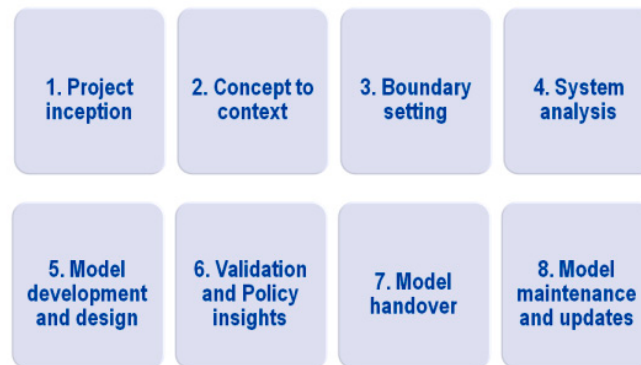 1. Project
inception
2. Concept to
context
3. Boundary
setting
4. System
analysis
5. Model
development
and design
6. Validation
and Policy
insights
7. Model
handover
8. Model
maintenance
and updates